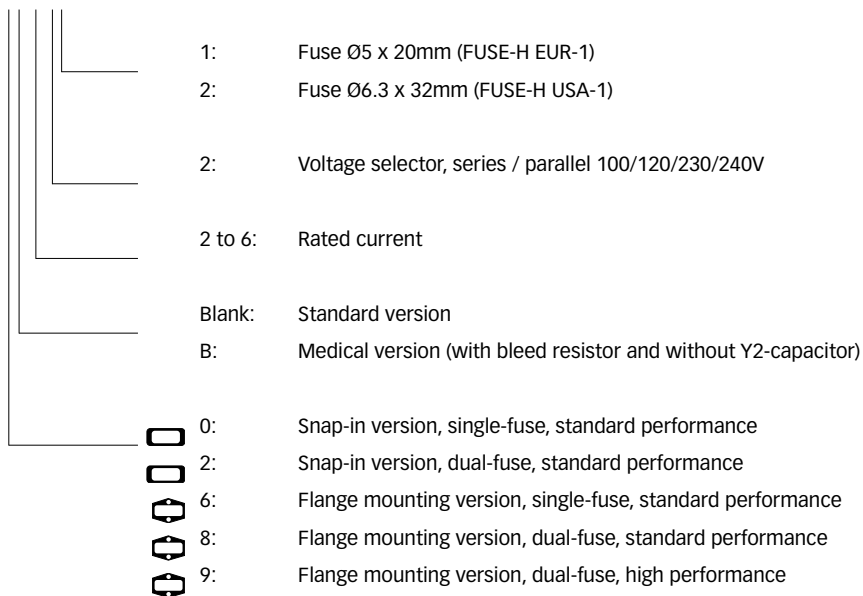 1: Fuse Ø5 x 20mm (FUSE-H EUR-1)
2: Fuse Ø6.3 x 32mm (FUSE-H USA-1)
2: Voltage selector, series / parallel 100/120/230/240V
2 to 6: Rated current
Blank: Standard version
B: Medical version (with bleed resistor and without Y2-capacitor)
0: Snap-in version, single-fuse, standard performance
2: Snap-in version, dual-fuse, standard performance
6: Flange mounting version, single-fuse, standard performance
8: Flange mounting version, dual-fuse, standard performance
9: Flange mounting version, dual-fuse, high performance